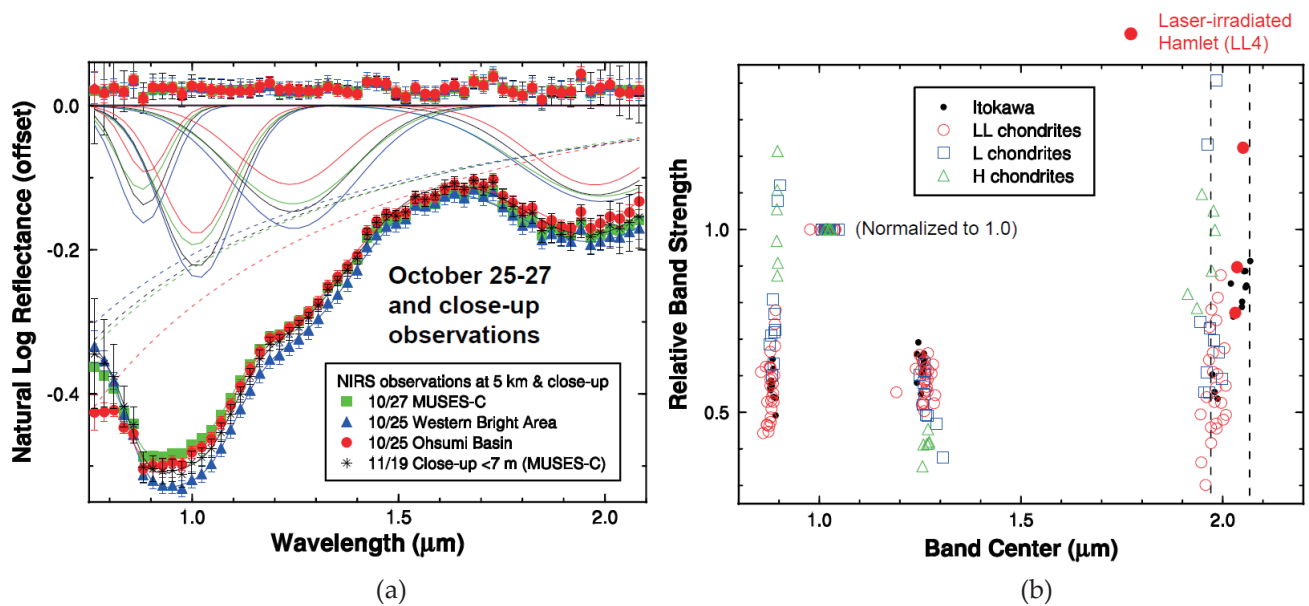 Laser-irradiated
Hamlet (LL4)
Natural Log Reflectance (offset)
0.0
-0.2
-0.4
October 25-27
and close-up
observations
NIRS observations at 5 km & close-up
10/27 MUSES-C
10/25 Western Bright Area
10/25 Ohsumi Basin
11/19 Close-up <7 m (MUSES-C)
1.0
1.5
2.0
Wavelength (μm)
(a)
Relative Band Strength
1.0
0.5
Itokawa
LL chondrites
L chondrites
H chondrites
(Normalized to 1.0)
1.0
1.5
2.0
Band Center (μm)
(b)